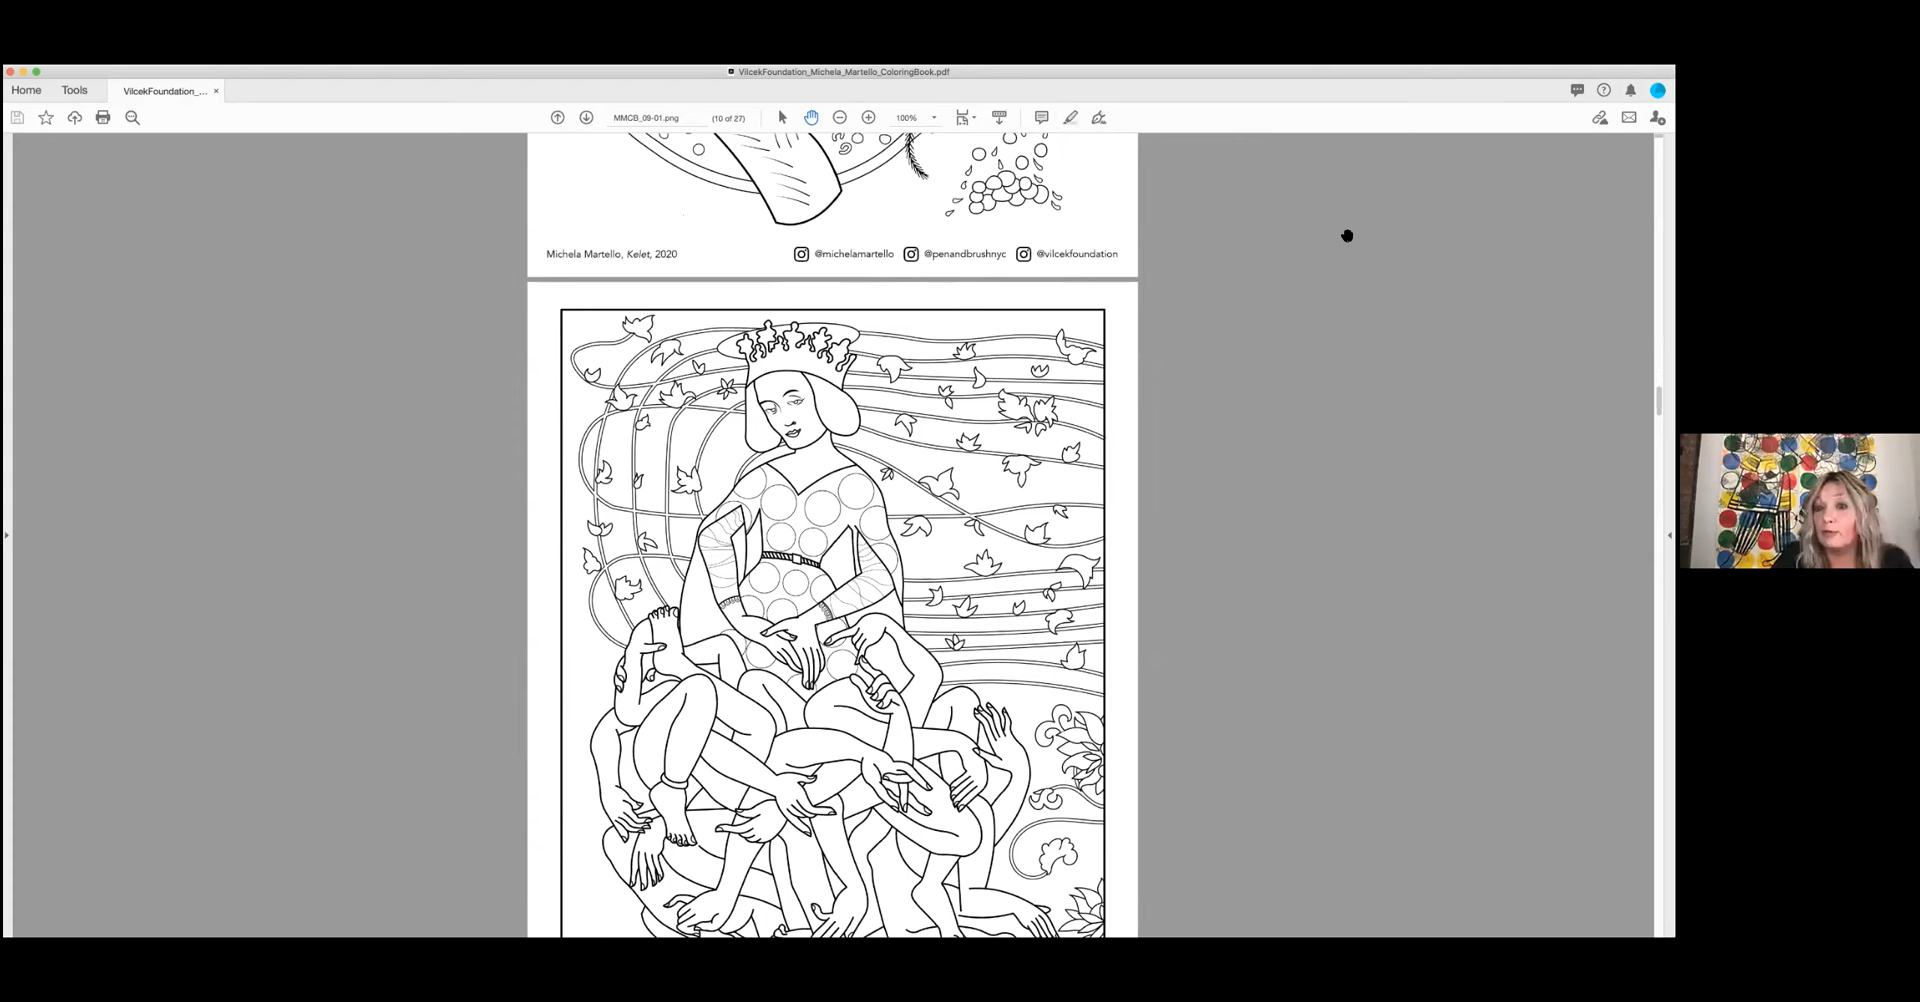 VilcekFoundation_Michela_Martello_ColoringBook.pdf
Home Tools VilcekFoundation_... ×
MMCB_09-01.png (10 of 27) 100%
Michela Martello, Kelet, 2020 @michelamartello @penandbrushnyc @vilcekfoundation